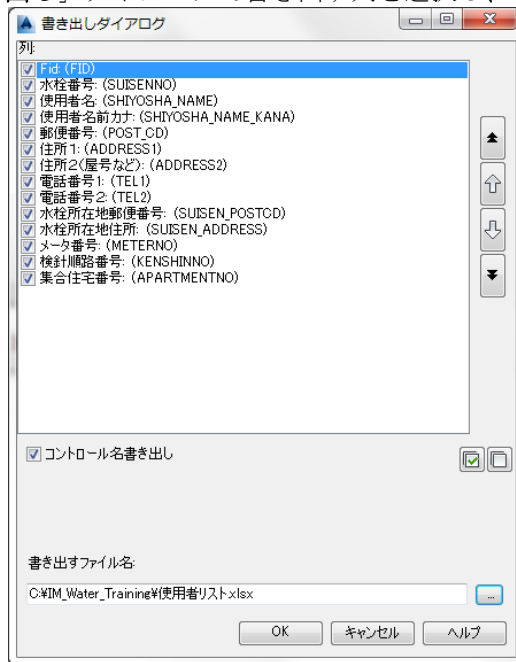 書き出しダイアログ
列:
Fid: (FID)
水栓番号: (SUISENNO)
使用者名: (SHIYOSHA_NAME)
使用者名前カナ: (SHIYOSHA_NAME_KANA)
郵便番号: (POST_CD)
住所1: (ADDRESS1)
住所2(屋号など): (ADDRESS2)
電話番号1: (TEL1)
電話番号2: (TEL2)
水栓所在地郵便番号: (SUISEN_POSTCD)
水栓所在地住所: (SUISEN_ADDRESS)
メータ番号: (METERNO)
検針順路番号: (KENSHINNO)
集合住宅番号: (APARTMENTNO)
コントロール名書き出し
書き出すファイル名:
C:¥IM_Water_Training¥使用者リスト.xlsx
...
OK キャンセル ヘルプ